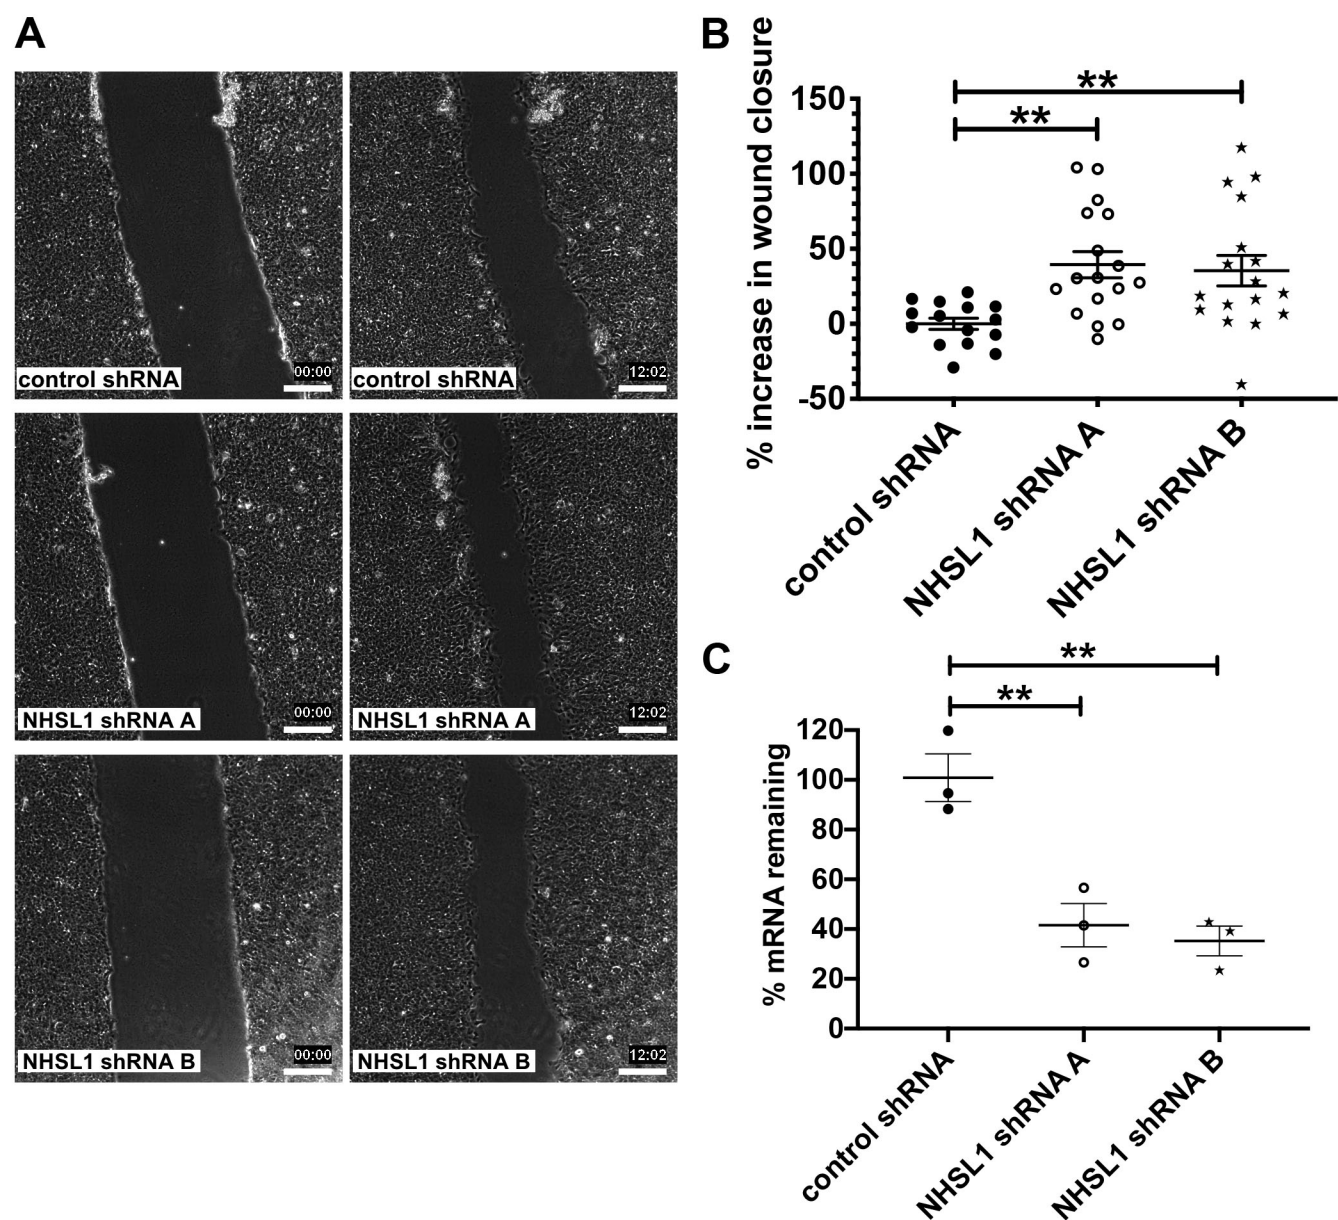 A
control shRNA
00:00
control shRNA
12:02
NHSL1 shRNA A
00:00
NHSL1 shRNA A
12:02
NHSL1 shRNA B
00:00
NHSL1 shRNA B
12:02
B
% increase in wound closure
150
100
50
0
-50
**
**
control shRNA
NHSL1 shRNA A
NHSL1 shRNA B
C
% mRNA remaining
120
100
80
60
40
20
0
**
**
control shRNA
NHSL1 shRNA A
NHSL1 shRNA B